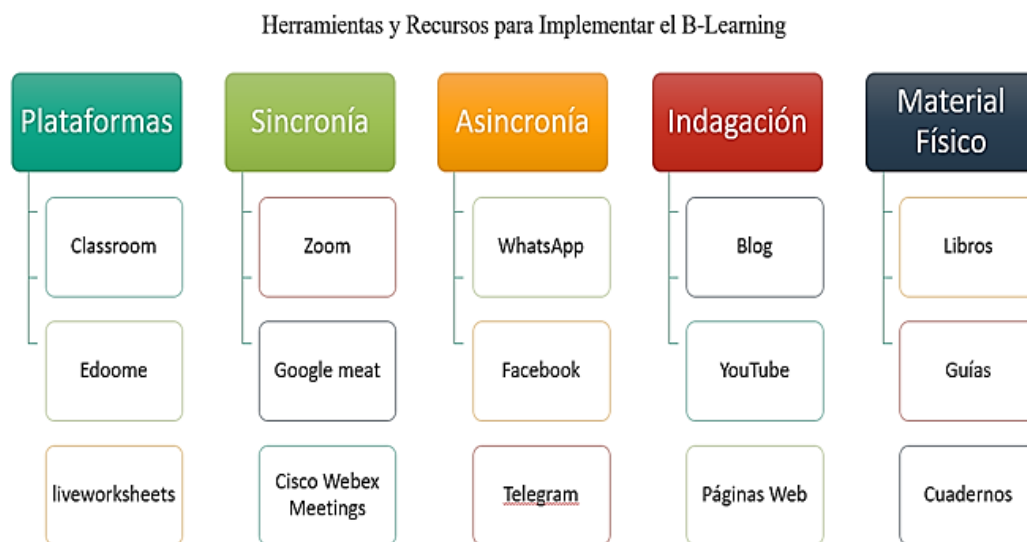 Herramientas y Recursos para Implementar el B-Learning
Plataformas
Classroom
Edoome
liveworksheets
Sincronía
Zoom
Google meat
Cisco Webex
Meetings
Asincronía
WhatsApp
Facebook
Telegram
Indagación
Blog
YouTube
Páginas Web
Material
Físico
Libros
Guías
Cuadernos